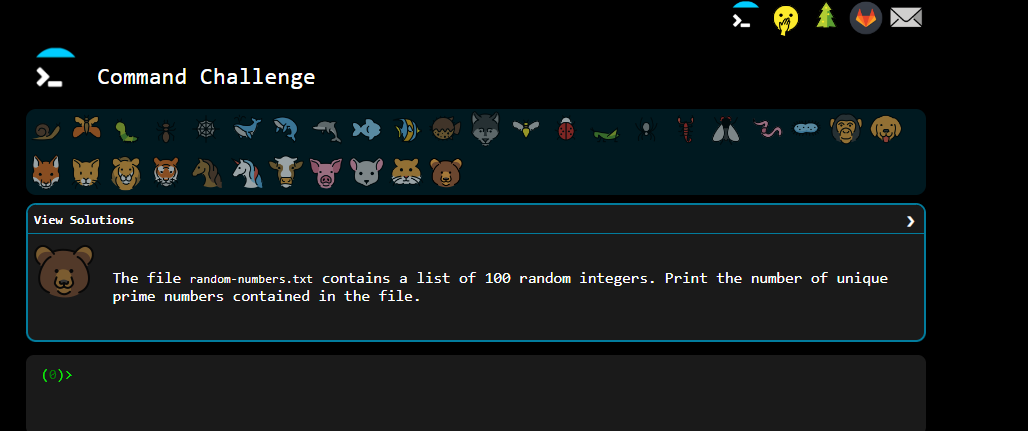 Command Challenge
View Solutions
The file random-numbers.txt contains a list of 100 random integers. Print the number of unique
prime numbers contained in the file.
(0)>